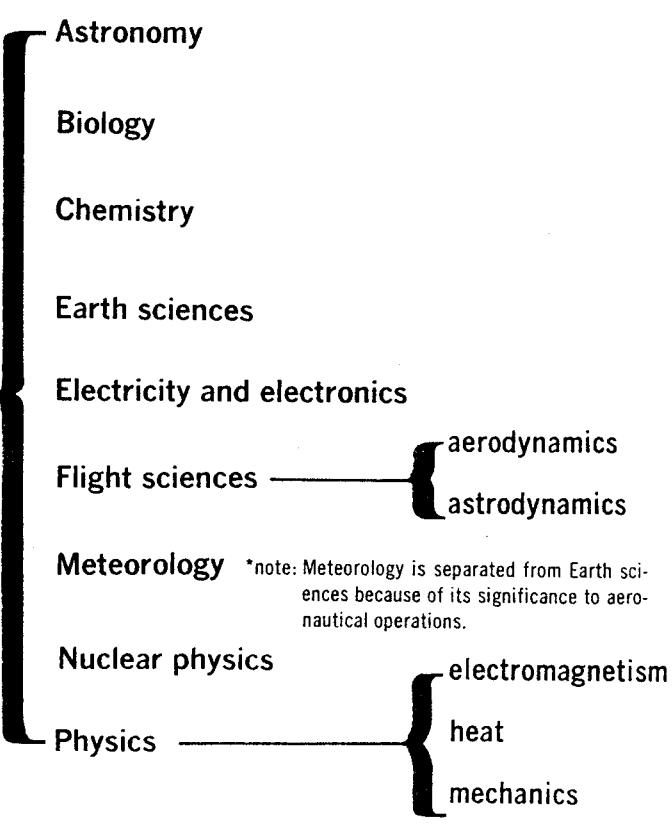 Astronomy
Biology
Chemistry
Earth sciences
Electricity and electronics
Flight sciences
aerodynamics
astrodynamics
Meteorology *note: Meteorology is separated from Earth sci-
ences because of its significance to aero-
nautical operations.
Nuclear physics
Physics
electromagnetism
heat
mechanics